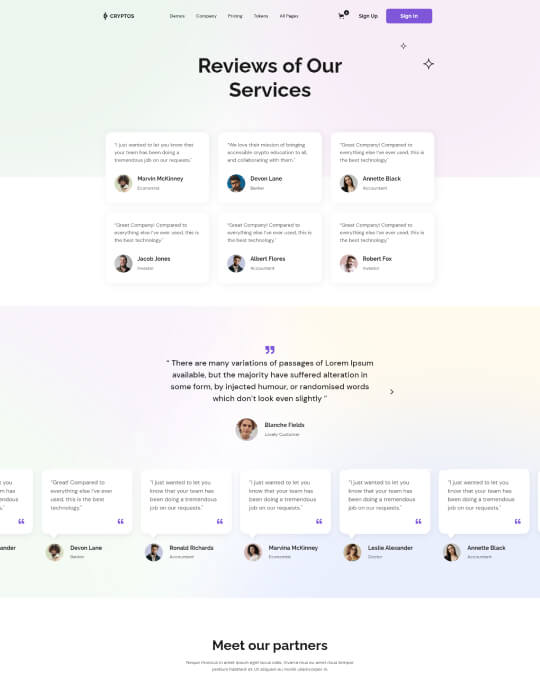 CRYPTOS Demos Company Pricing Tokens All Pages 0 Sign Up Sign In
Reviews of Our
Services
"I just wanted to let you know that
your team has been doing a
tremendous job on our requests."
Marvin McKinney
Economist
"We love their mission of bringing
accessible crypto education to all,
and collaborating with them."
Devon Lane
Banker
"Great Company! Compared to
everything else I've ever used, this is
the best technology."
Annette Black
Accountant
"Great Company! Compared to
everything else I've ever used, this is
the best technology."
Jacob Jones
Investor
"Great Company! Compared to
everything else I've ever used, this is
the best technology."
Albert Flores
Accountant
"Great Company! Compared to
everything else I've ever used, this is
the best technology."
Robert Fox
Investor
" There are many variations of passages of Lorem Ipsum
available, but the majority have suffered alteration in
some form, by injected humour, or randomised words
which don't look even slightly "
Blanche Fields
Lovely Customer
you
m has
endous
s."
ander
"Great! Compared to
everything else I've ever
used, this is the best
technology."
Devon Lane
Banker
"I just wanted to let you
know that your team has
been doing a tremendous
job on our requests."
Ronald Richards
Accountant
"I just wanted to let you
know that your team has
been doing a tremendous
job on our requests."
Marvina McKinney
Economist
"I just wanted to let you
know that your team has
been doing a tremendous
job on our requests."
Leslie Alexander
Doctor
"I just wanted to let you
know that your team has
been doing a tremendous
job on our requests."
Annette Black
Accountant
Meet our partners